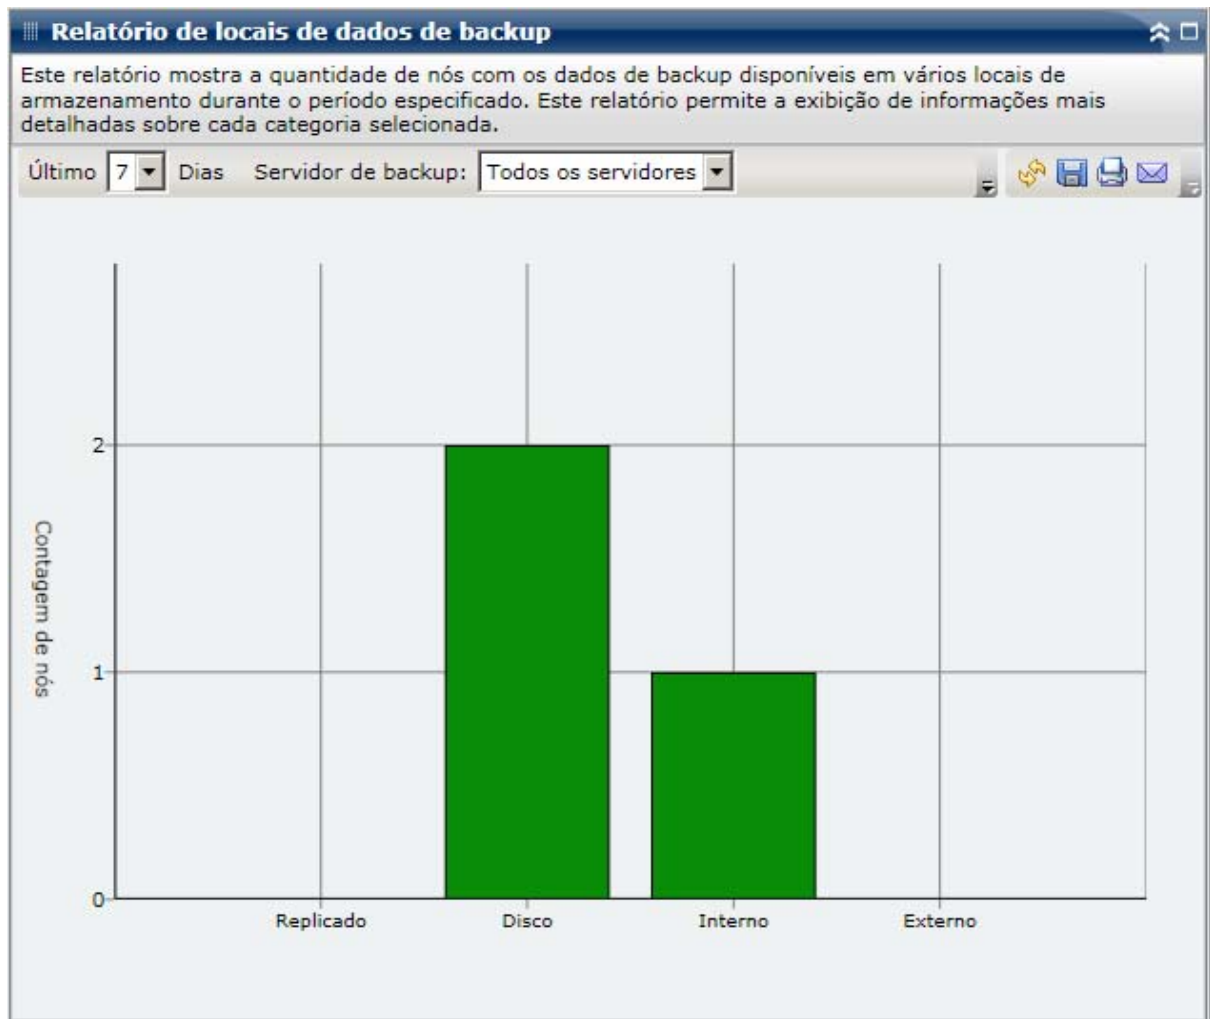 Relatório de locais de dados de backup
Este relatório mostra a quantidade de nós com os dados de backup disponíveis em vários locais de
armazenamento durante o período especificado. Este relatório permite a exibição de informações mais
detalhadas sobre cada categoria selecionada.
Último 7 Dias Servidor de backup: Todos os servidores
2
1
0
Contagem de nós
Replicado Disco Interno Externo